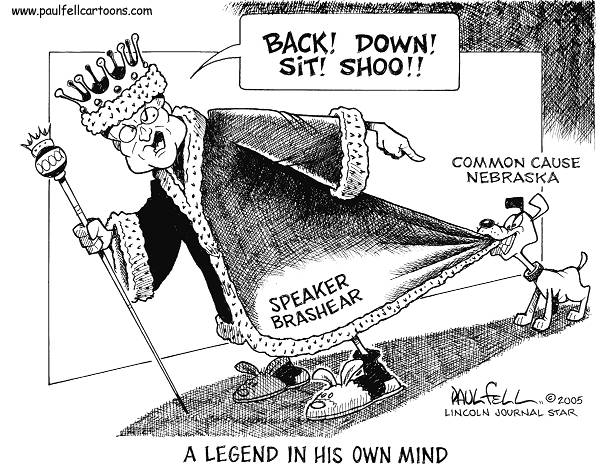 www.paulfellcartoons.com
BACK! DOWN!
SiT! SHOO!!
COMMON CAUSE
NEBRASKA
SPEAKER
BRASHEAR
PAUL FELL..©2005
LINCOLN JOURNAL STAR
A LEGEND IN HIS OWN MIND